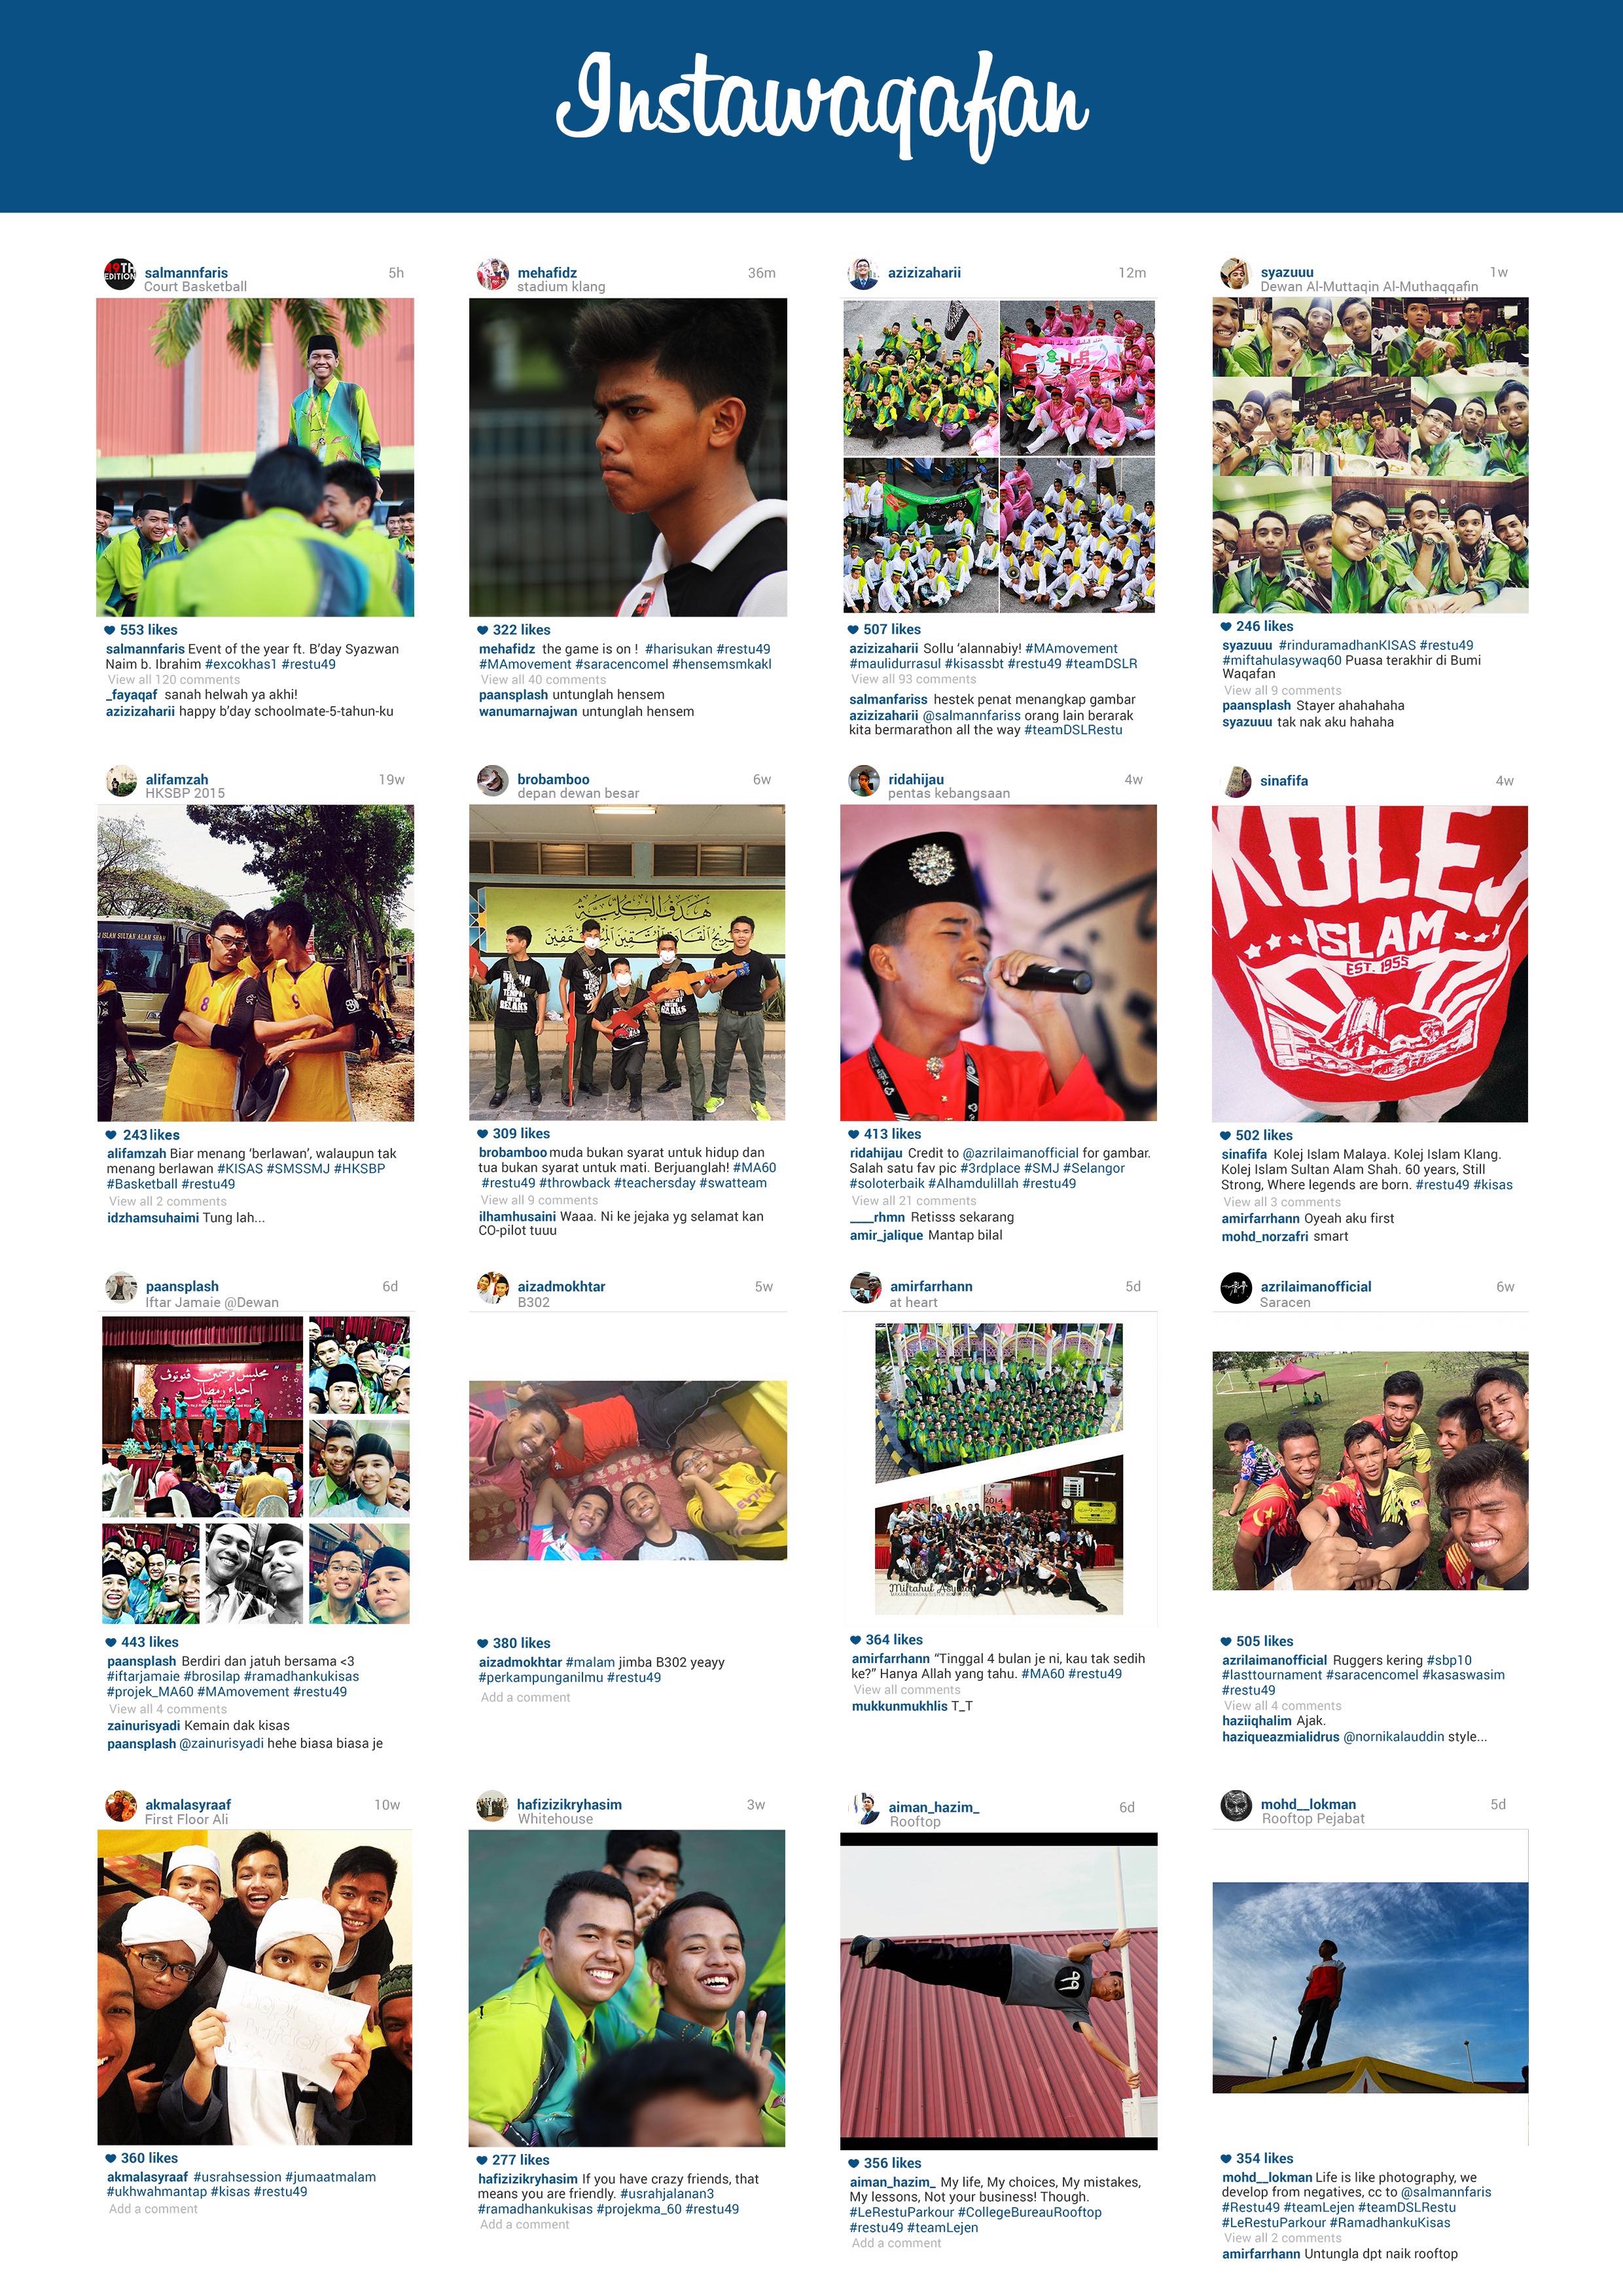 Instawaqafan
salmannfaris 5h
Court Basketball
553 likes
salmannfaris Event of the year ft. B'day Syazwan
Naim b. Ibrahim #excokhas1 #restu49
View all 120 comments
_fayaqaf sanah helwah ya akhi!
azizizaharii happy b'day schoolmate-5-tahun-ku
mehafidz 36m
stadium klang
322 likes
mehafidz the game is on ! #harisukan #restu49
#MAmovement #saracencomel #hensemsmkakl
View all 40 comments
paansplash untunglah hensem
wanumarnajwan untunglah hensem
azizizaharii 12m
507 likes
azizizaharii Sollu 'alannabiy! #MAmovement
#maulidurrasul #kisassbt #restu49 #teamDSLR
View all 93 comments
salmanfariss hestek penat menangkap gambar
azizizaharii @salmannfariss orang lain berarak
kita bermarathon all the way #teamDSLRestu
syazuuu 1w
Dewan Al-Muttaqin Al-Muthaqqafin
246 likes
syazuuu #rinduramadhanKISAS #restu49
#miftahulasywaq60 Puasa terakhir di Bumi
Waqafan
View all 9 comments
paansplash Stayer ahahahaha
syazuuu tak nak aku hahaha
alifamzah 19w
HKSBP 2015
ISLAM SULTAN ALAM SHAH
8
9
243 likes
alifamzah Biar menang 'berlawan', walaupun tak
menang berlawan #KISAS #SMSSMJ #HKSBP
#Basketball #restu49
View all 2 comments
idzhamsuhaimi Tung lah...
brobamboo 6w
depan dewan besar
هدف الكلية
309 likes
brobamboo muda bukan syarat untuk hidup dan
tua bukan syarat untuk mati. Berjuanglah! #MA60
#restu49 #throwback #teachersday #swatteam
View all 9 comments
ilhamhusaini Waaa. Ni ke jejaka yg selamat kan
CO-pilot tuuu
ridahijau 4w
pentas kebangsaan
413 likes
ridahijau Credit to @azrilaimanofficial for gambar.
Salah satu fav pic #3rdplace #SMJ #Selangor
#soloterbaik #Alhamdulillah #restu49
View all 21 comments
____rhmn Retisss sekarang
amir_jalique Mantap bilal
sinafifa 4w
KOLEJ
ISLAM
EST. 1955
502 likes
sinafifa Kolej Islam Malaya. Kolej Islam Klang.
Kolej Islam Sultan Alam Shah. 60 years, Still
Strong, Where legends are born. #restu49 #kisas
View all 3 comments
amirfarrhann Oyeah aku first
mohd_norzafri smart
paansplash 6d
Iftar Jamaie @Dewan
443 likes
paansplash Berdiri dan jatuh bersama <3
#iftarjamaie #brosilap #ramadhankukisas
#projek_MA60 #MAmovement #restu49
View all 4 comments
zainurisyadi Kemain dak kisas
paansplash @zainurisyadi hehe biasa biasa je
aizadmokhtar 5w
B302
380 likes
aizadmokhtar #malam jimba B302 yeayy
#perkampunganilmu #restu49
Add a comment
amirfarrhann 5d
at heart
2014
364 likes
amirfarrhann "Tinggal 4 bulan je ni, kau tak sedih
ke?" Hanya Allah yang tahu. #MA60 #restu49
View all comments
mukkunmukhlis T_T
azrilaimanofficial 6w
Saracen
505 likes
azrilaimanofficial Ruggers kering #sbp10
#lasttournament #saracencomel #kasaswasim
#restu49
View all 4 comments
haziiqhalim Ajak.
haziqueazmialidrus @nornikalauddin style...
akmalasyraaf 10w
First Floor Ali
360 likes
akmalasyraaf #usrahsession #jumaatmalam
#ukhwahmantap #kisas #restu49
Add a comment
hafizizikryhasim 3w
Whitehouse
277 likes
hafizizikryhasim If you have crazy friends, that
means you are friendly. #usrahjalanan3
#ramadhankukisas #projekma_60 #restu49
Add a comment
aiman_hazim_ 6d
Rooftop
356 likes
aiman_hazim_ My life, My choices, My mistakes,
My lessons, Not your business! Though.
#LeRestuParkour #CollegeBureauRooftop
#restu49 #teamLejen
Add a comment
mohd__lokman 5d
Rooftop Pejabat
354 likes
mohd__lokman Life is like photography, we
develop from negatives, cc to @salmannfaris
#Restu49 #teamLejen #teamDSLRestu
#LeRestuParkour #RamadhankuKisas
View all 2 comments
amirfarrhann Untungla dpt naik rooftop